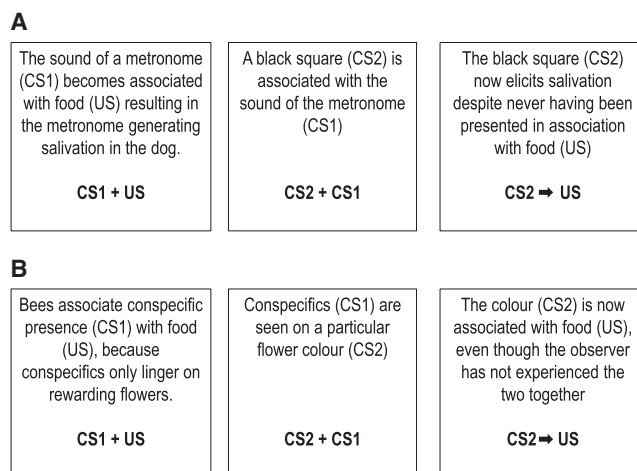 A
The sound of a metronome
(CS1) becomes associated
with food (US) resulting in
the metronome generating
salivation in the dog.
CS1 + US
A black square (CS2) is
associated with the
sound of the metronome
(CS1)
CS2 + CS1
The black square (CS2)
now elicits salivation
despite never having been
presented in association
with food (US)
CS2 ➡ US
B
Bees associate conspecific
presence (CS1) with food
(US), because
conspecifics only linger on
rewarding flowers.
CS1 + US
Conspecifics (CS1) are
seen on a particular
flower colour (CS2)
CS2 + CS1
The colour (CS2) is now
associated with food (US),
even though the observer
has not experienced the
two together
CS2 ➡ US